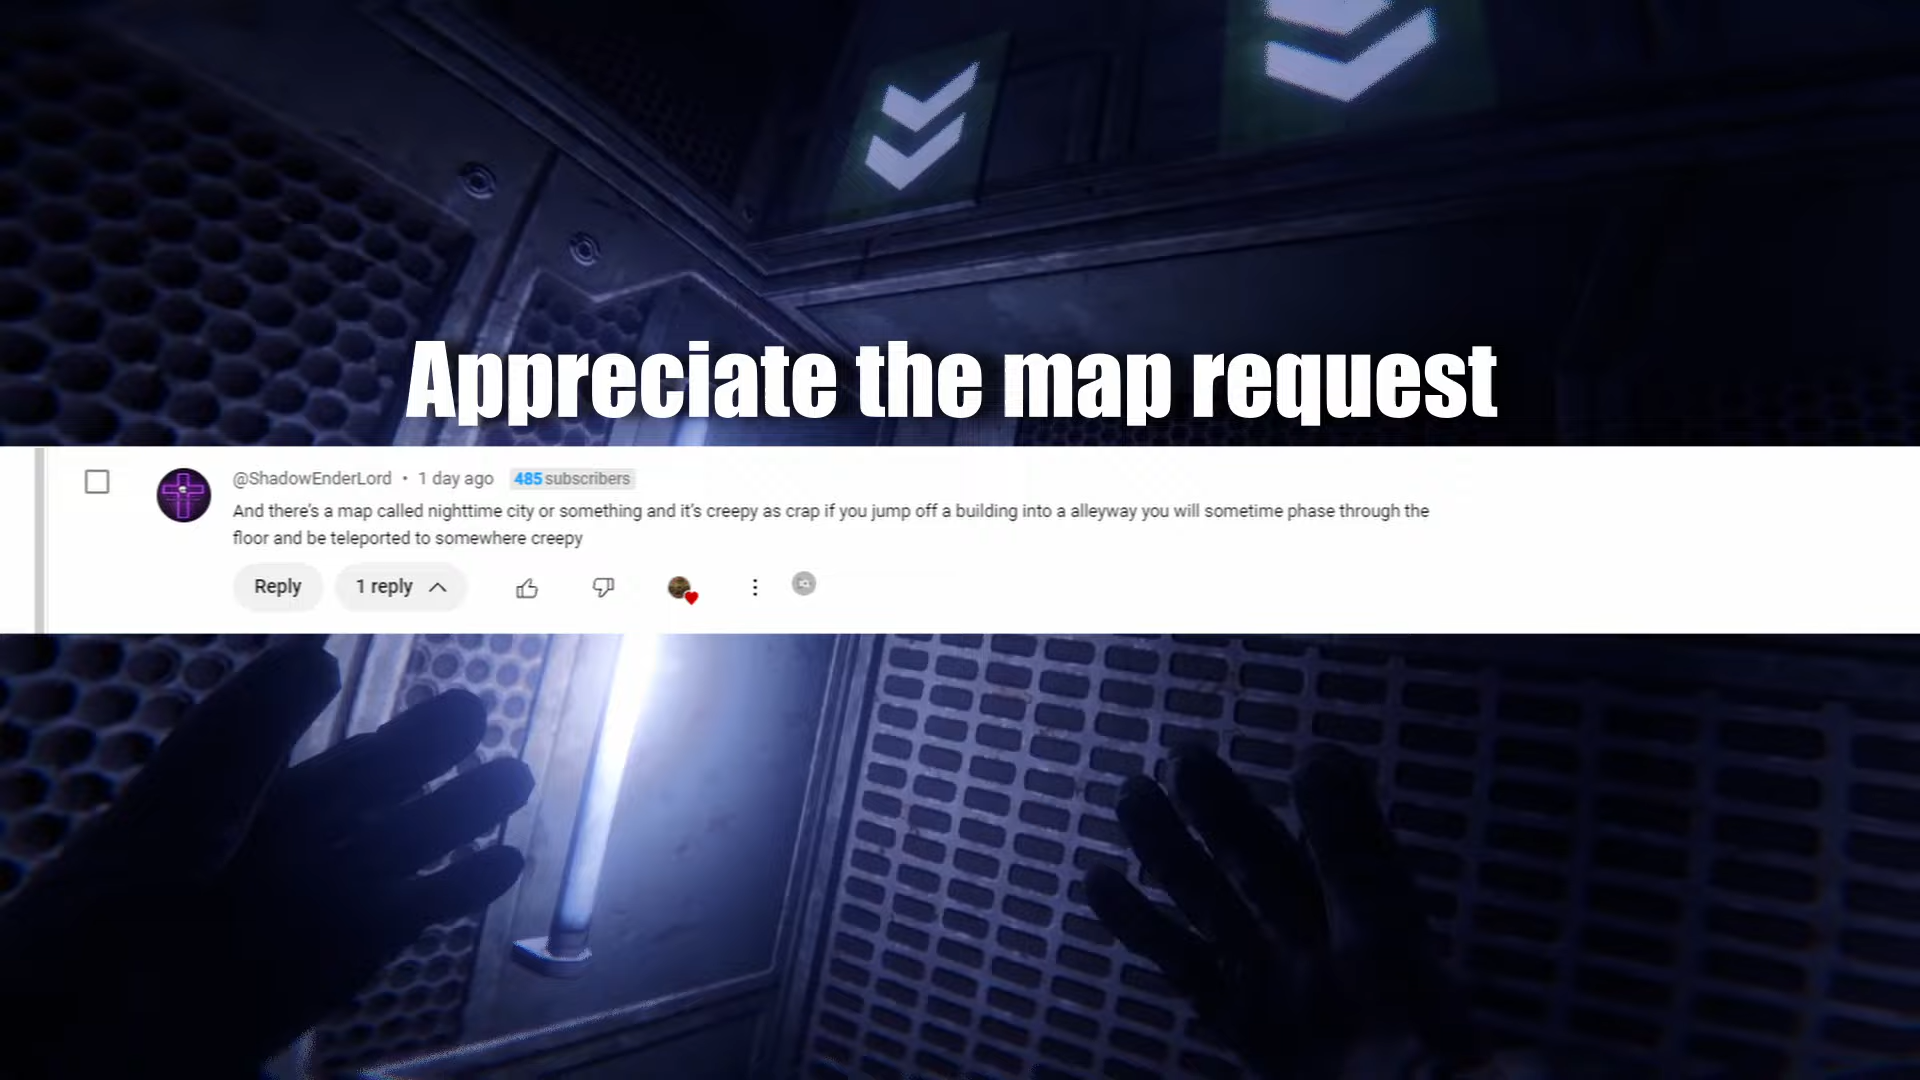 Appreciate the map request
@ShadowEnderLord • 1 day ago 485 subscribers
And there's a map called nighttime city or something and it's creepy as crap if you jump off a building into a alleyway you will sometime phase through the
floor and be teleported to somewhere creepy
Reply 1 reply